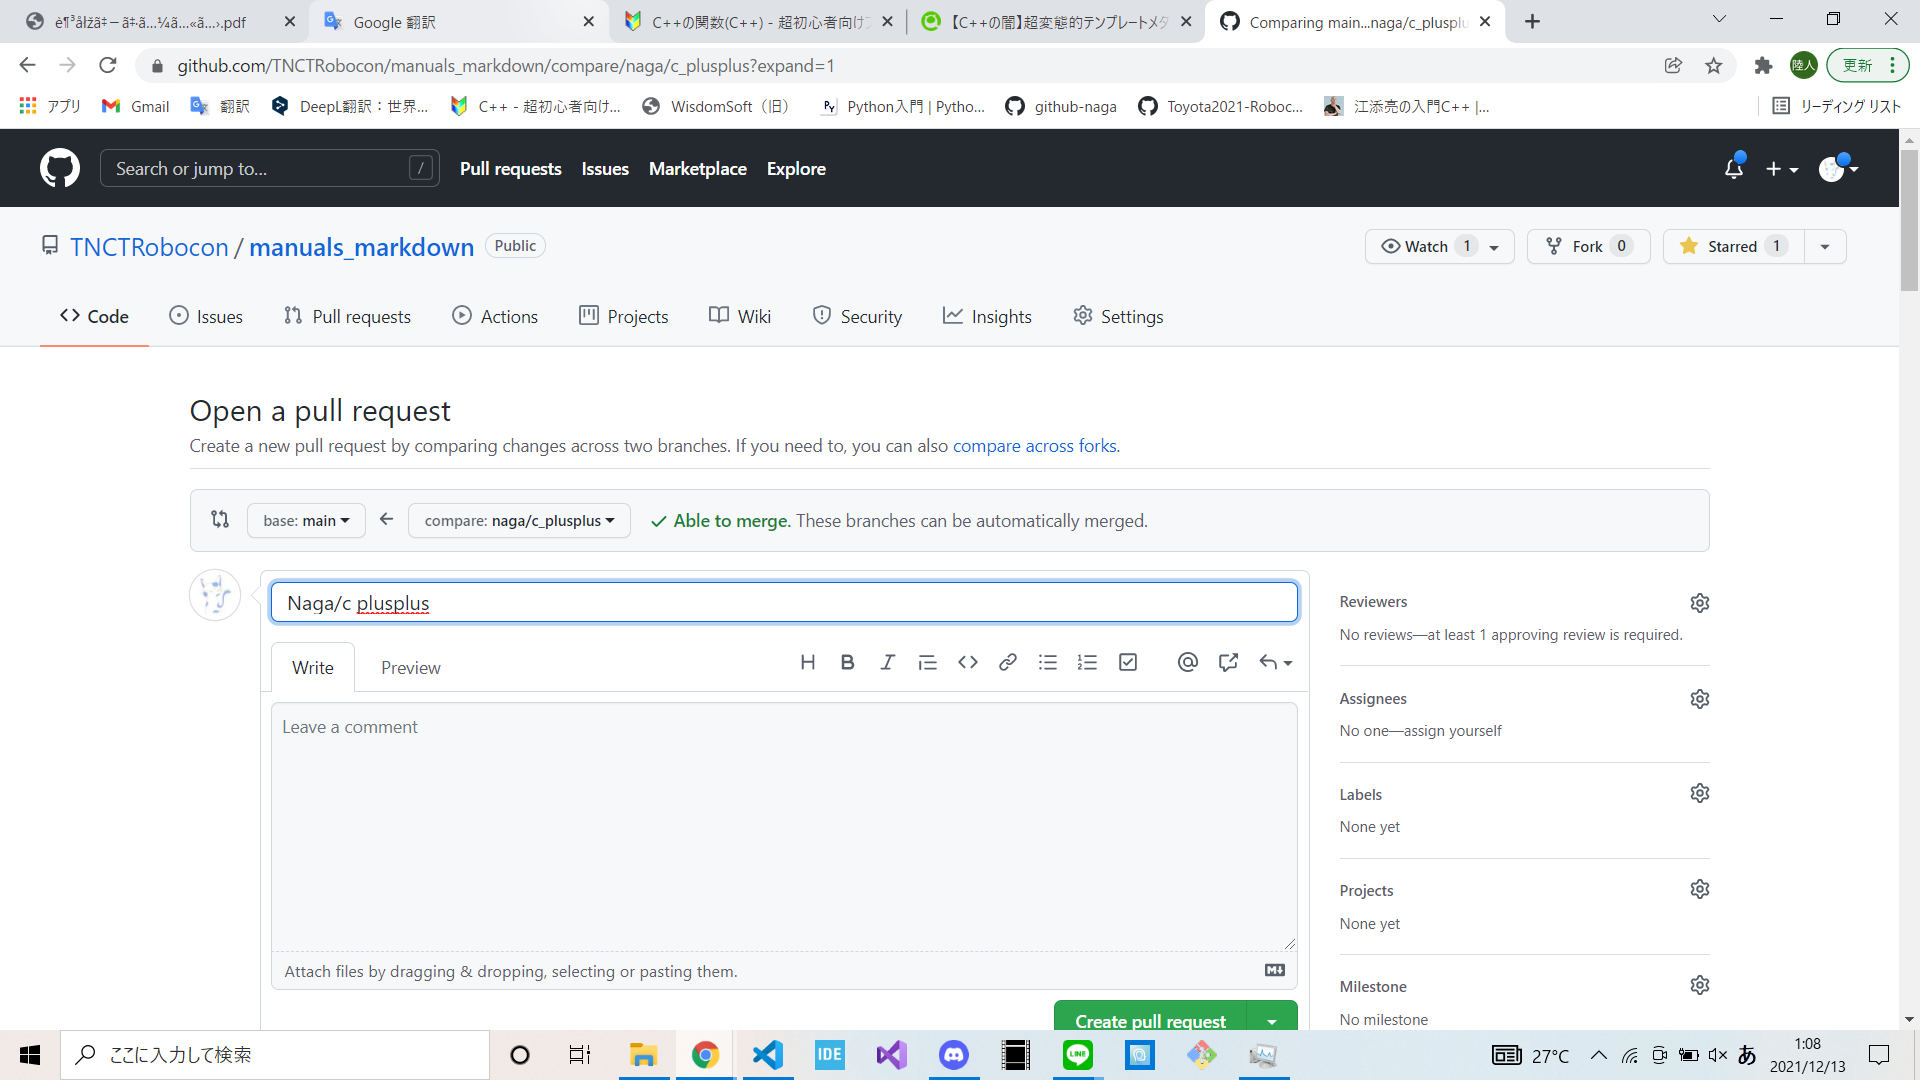 è¶³åŠžã‡−ã‡·ã…¼ã…«ã…›.pdf
Google 翻訳
C++の関数(C++) - 超初心者向けプ
【C++の闇】超変態的テンプレートメタ
Comparing main...naga/c_plusplu
github.com/TNCTRobocon/manuals_markdown/compare/naga/c_plusplus?expand=1
陸人
更新
アプリ
Gmail
翻訳
DeepL翻訳：世界...
C++ - 超初心者向け...
WisdomSoft（旧）
Python入門 | Pytho...
github-naga
Toyota2021-Roboc...
江添亮の入門C++ |...
リーディング リスト
Search or jump to...
/
Pull requests
Issues
Marketplace
Explore
TNCTRobocon / manuals_markdown
Public
Watch 1
Fork 0
Starred 1
Code
Issues
Pull requests
Actions
Projects
Wiki
Security
Insights
Settings
Open a pull request
Create a new pull request by comparing changes across two branches. If you need to, you can also compare across forks.
base: main
compare: naga/c_plusplus
Able to merge. These branches can be automatically merged.
Naga/c plusplus
Write
Preview
Leave a comment
Attach files by dragging & dropping, selecting or pasting them.
Create pull request
Reviewers
No reviews—at least 1 approving review is required.
Assignees
No one—assign yourself
Labels
None yet
Projects
None yet
Milestone
No milestone
ここに入力して検索
IDE
LINE
27°C
あ
1:08
2021/12/13